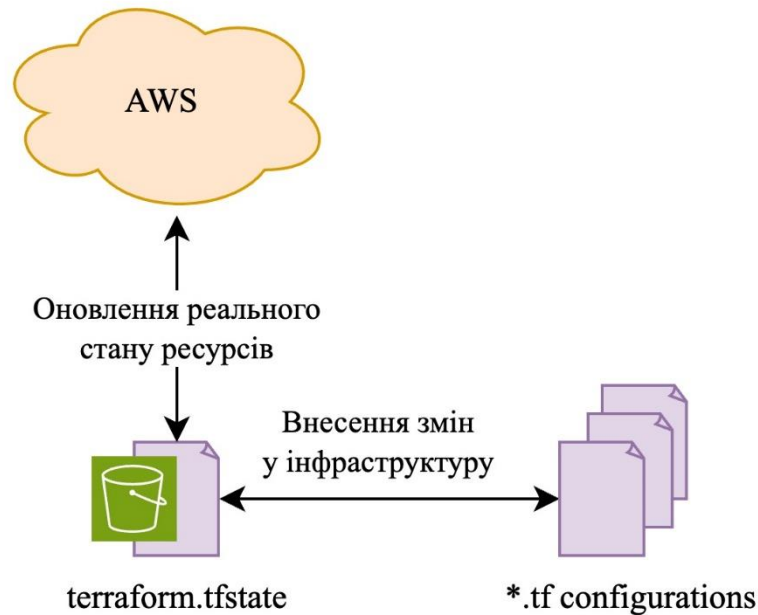 AWS
Оновлення реального
стану ресурсів
Внесення змін
у інфраструктуру
terraform.tfstate
*.tf configurations